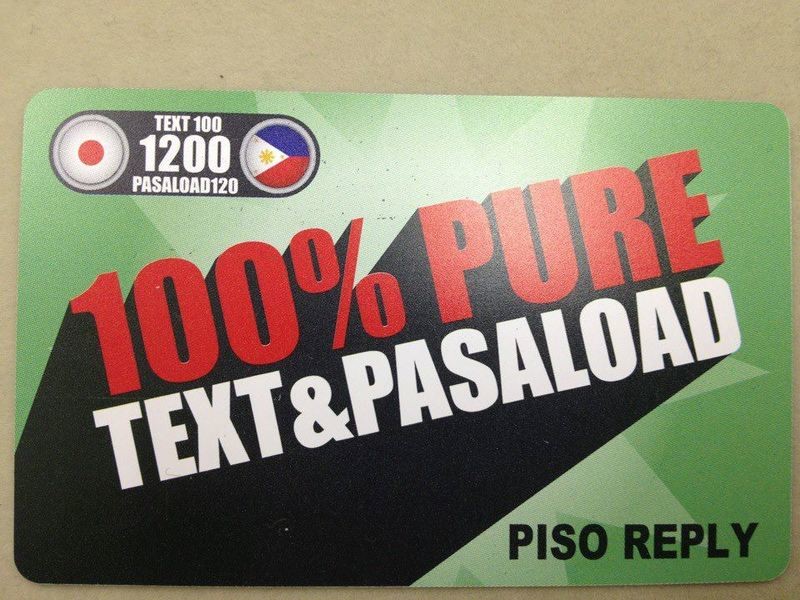 TEXT 100
1200
PASALOAD120
100% PURE
TEXT&PASALOAD
PISO REPLY